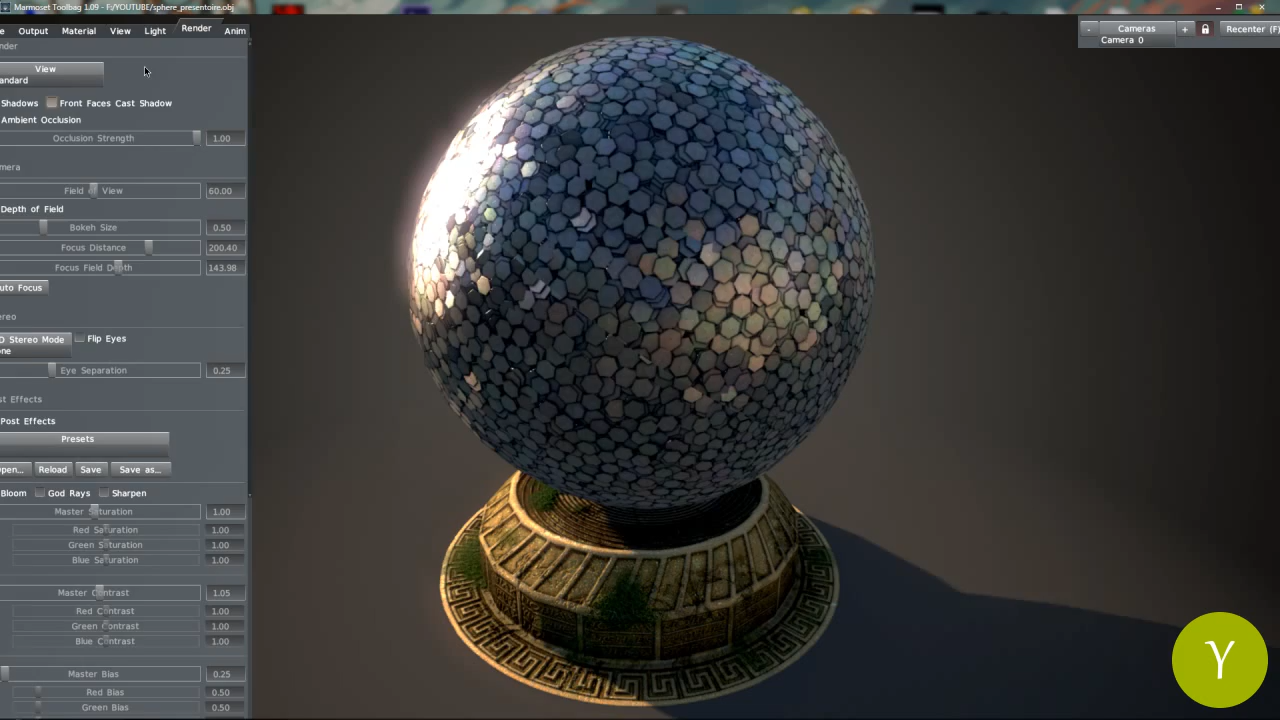 Marmoset Toolbag 1.09 - F:/YOUTUBE/sphere_presentoire.obj
e Output Material View Light Render Anim
nder
View
andard
Shadows Front Faces Cast Shadow
Ambient Occlusion
Occlusion Strength 1.00
mera
Field of View 60.00
Depth of Field
Bokeh Size 0.50
Focus Distance 200.40
Focus Field Depth 143.98
uto Focus
ereo
D Stereo Mode Flip Eyes
one
Eye Separation 0.25
st Effects
Post Effects
Presets
pen... Reload Save Save as...
Bloom God Rays Sharpen
Master Saturation 1.00
Red Saturation 1.00
Green Saturation 1.00
Blue Saturation 1.00
Master Contrast 1.05
Red Contrast 1.00
Green Contrast 1.00
Blue Contrast 1.00
Master Bias 0.25
Red Bias 0.50
Green Bias 0.50
- Cameras + Recenter (F)
Camera 0
γ